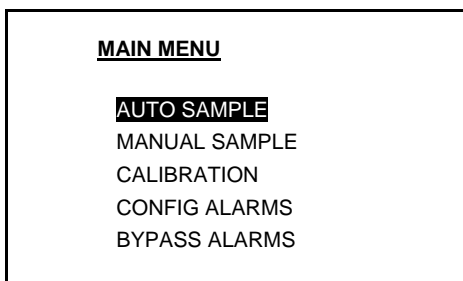 MAIN MENU
AUTO SAMPLE
MANUAL SAMPLE
CALIBRATION
CONFIG ALARMS
BYPASS ALARMS